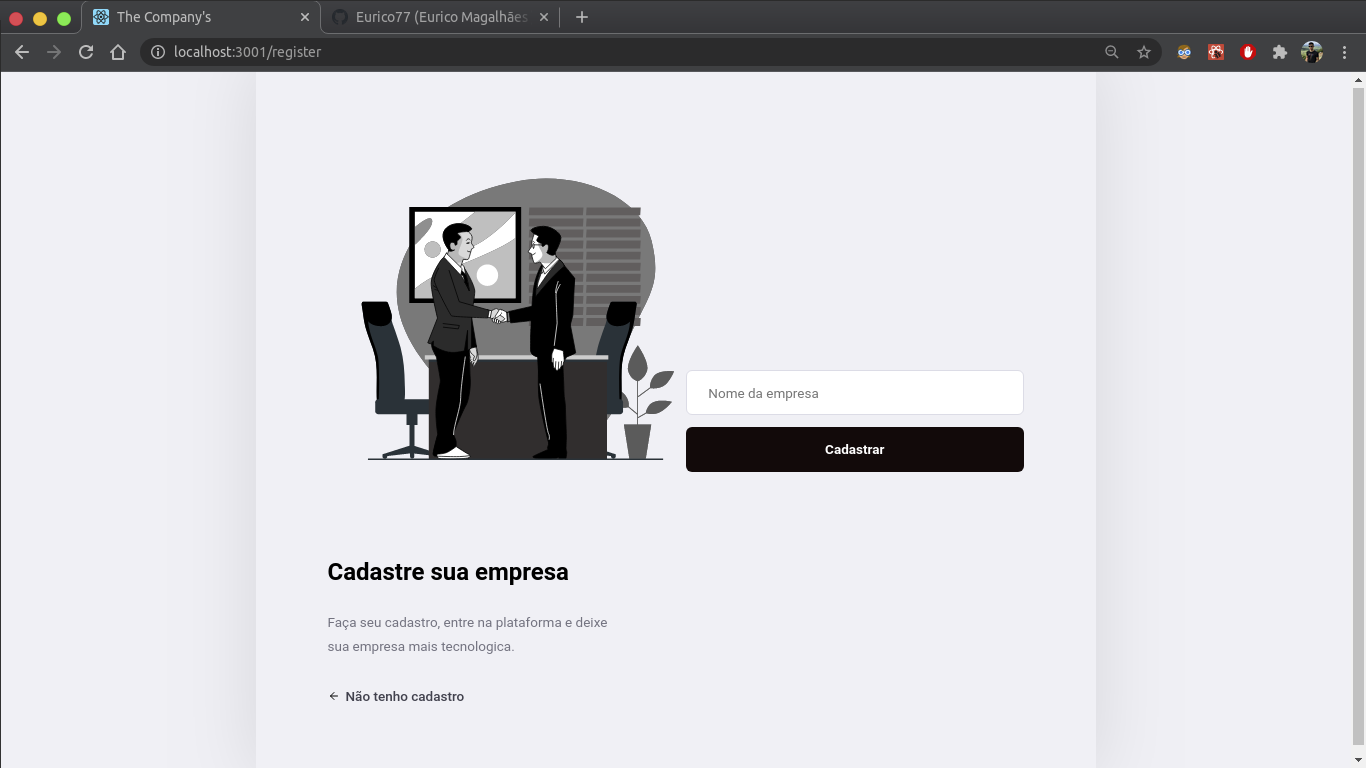 The Company's
Eurico77 (Eurico Magalhães
localhost:3001/register
Nome da empresa
Cadastrar
Cadastre sua empresa
Faça seu cadastro, entre na plataforma e deixe
sua empresa mais tecnologica.
Não tenho cadastro